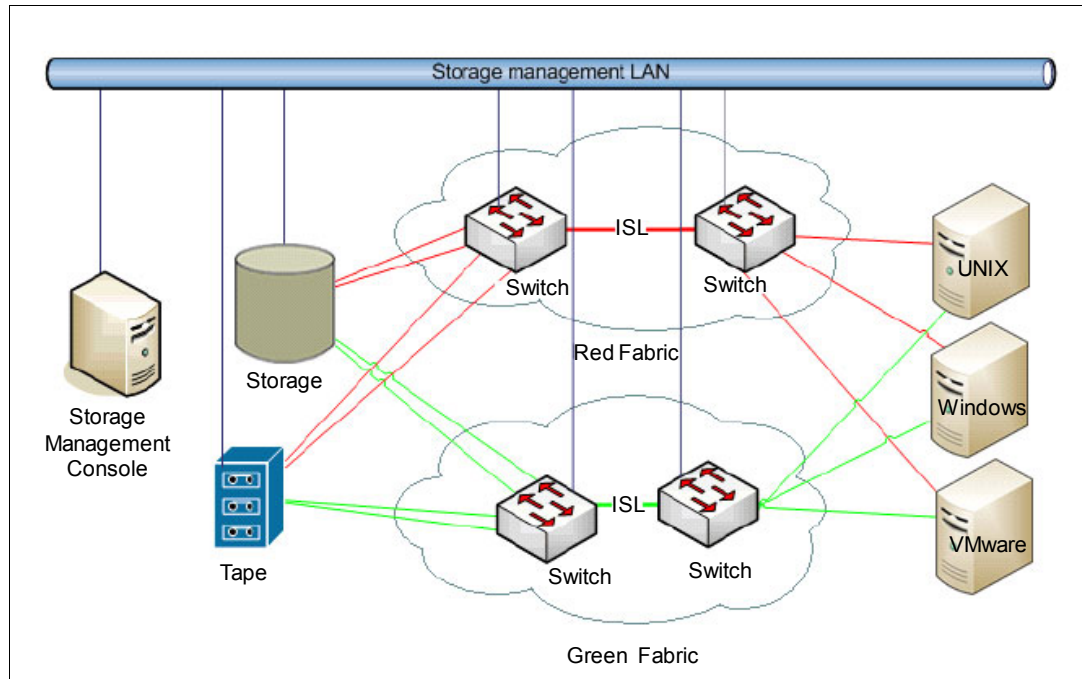 Storage management LAN
ISL
Switch
Switch
UNIX
Red Fabric
Storage
Windows
Storage
Management
Console
ISL
Tape
Switch
Switch
VMware
Green Fabric